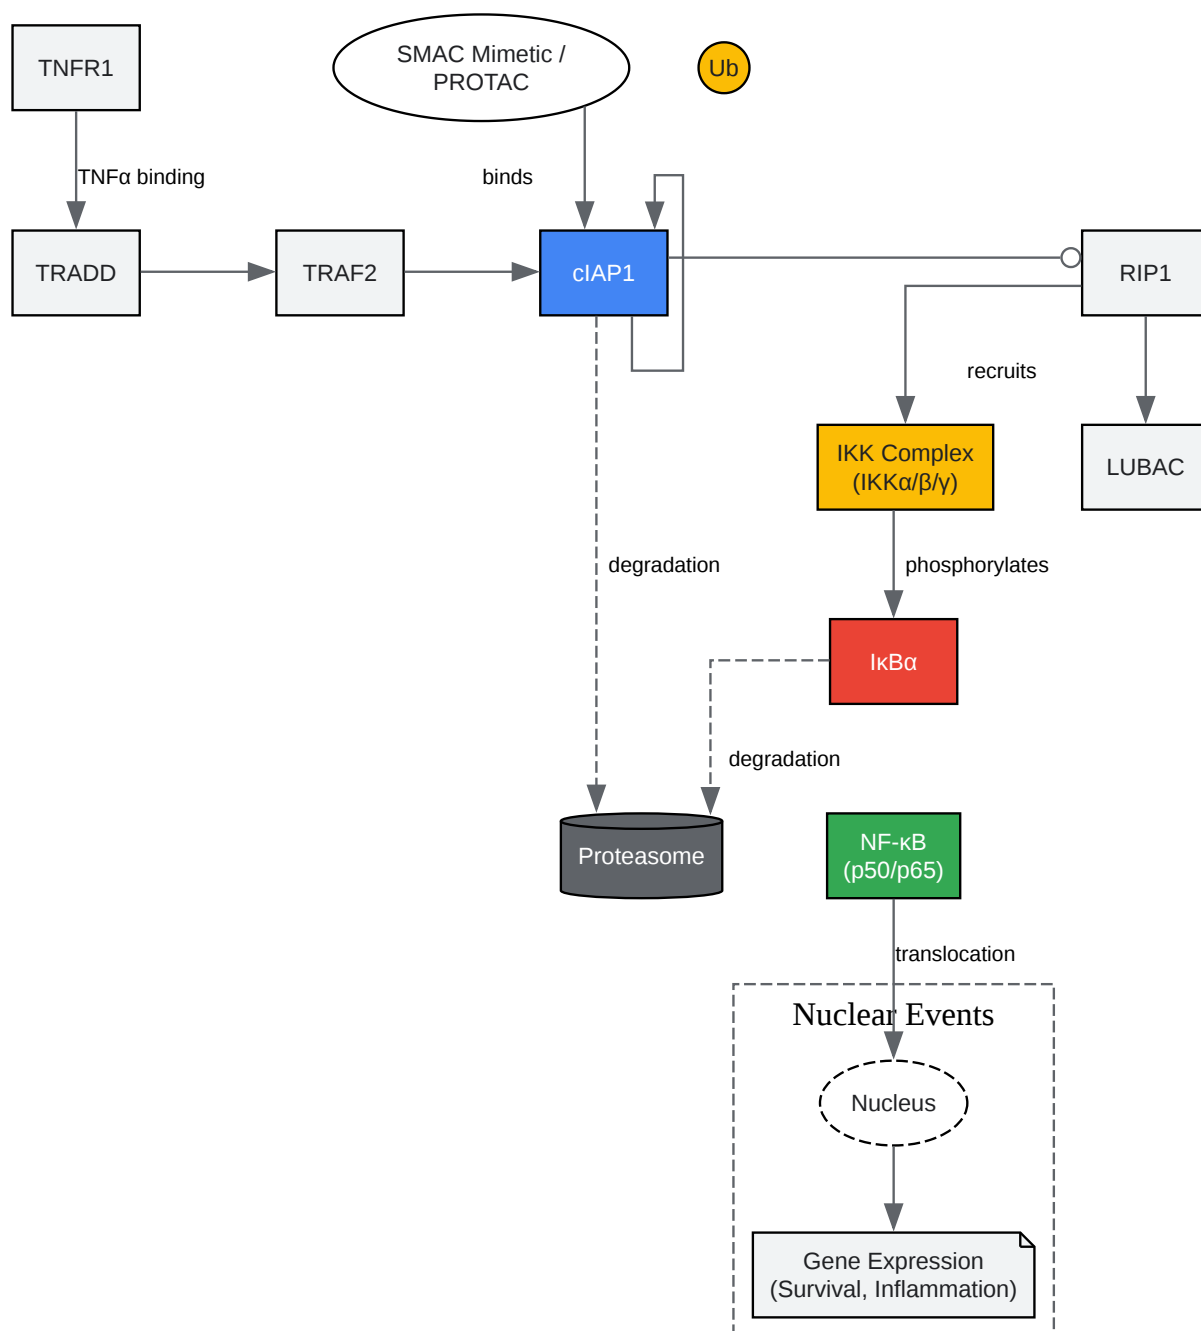 TNFR1
SMAC Mimetic /
PROTAC
Ub
TNFα binding
binds
TRADD
TRAF2
cIAP1
RIP1
recruits
IKK Complex
(IKKα/β/γ)
LUBAC
degradation
phosphorylates
IκBα
degradation
Proteasome
NF-κB
(p50/p65)
translocation
Nuclear Events
Nucleus
Gene Expression
(Survival, Inflammation)